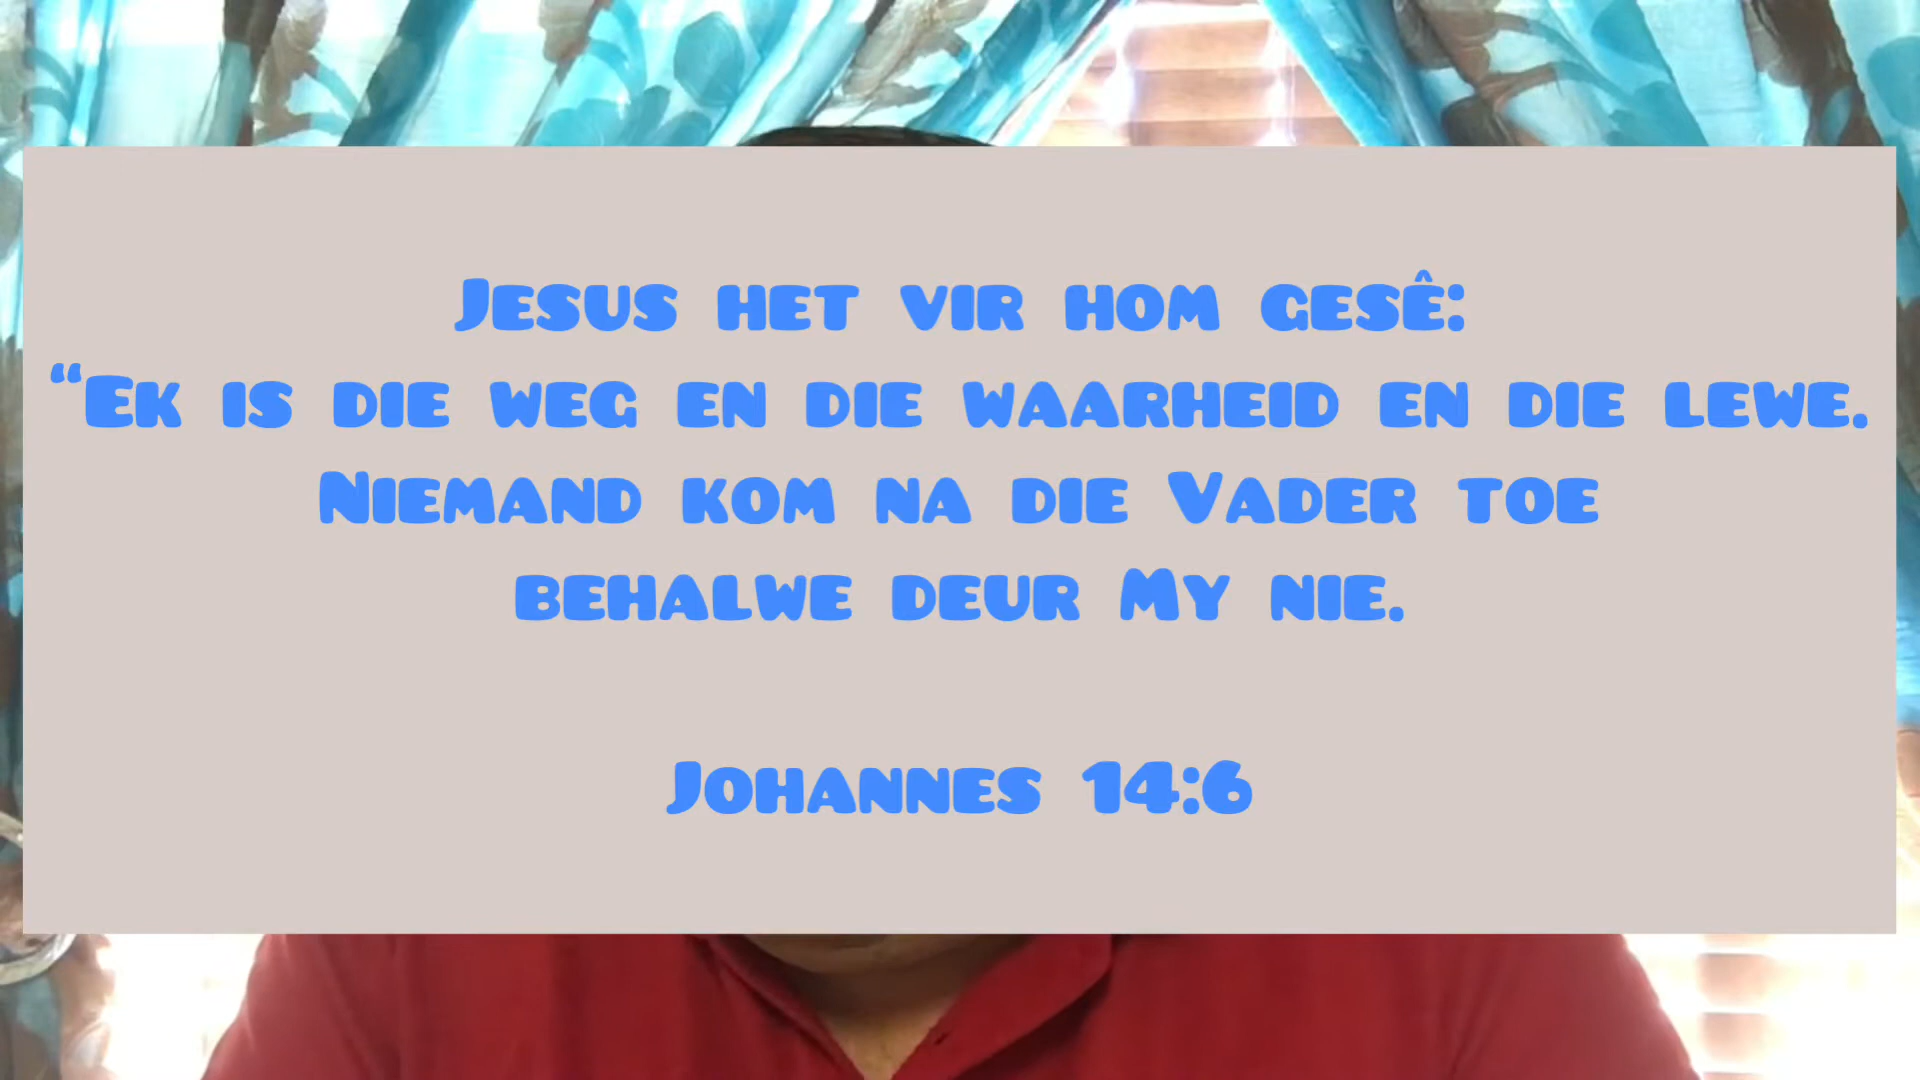 Jesus het vir hom gesê:
“Ek is die weg en die waarheid en die lewe.
Niemand kom na die Vader toe
behalwe deur My nie.
Johannes 14:6